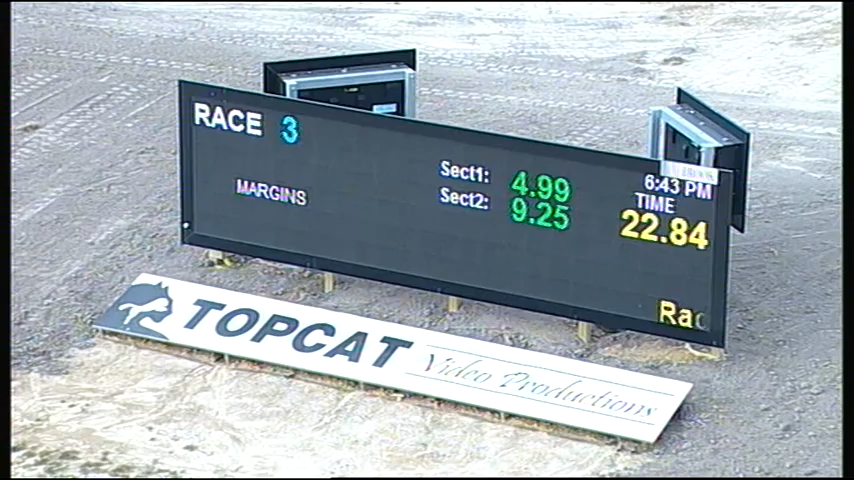 RACE 3
Sect1: 4.99
6:43 PM
MARGINS
Sect2: 9.25
TIME
22.84
Rac
TOPCAT Video Productions